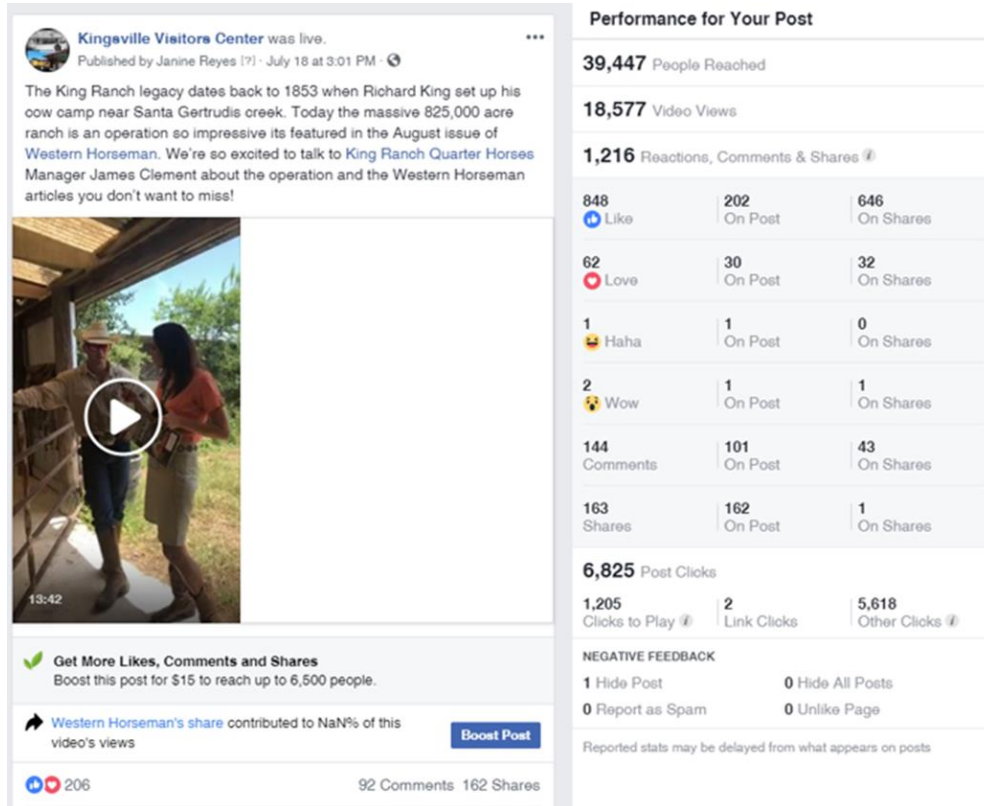 Kingsville Visitors Center was live.
Published by Janine Reyes [?] · July 18 at 3:01 PM ·
The King Ranch legacy dates back to 1853 when Richard King set up his
cow camp near Santa Gertrudis creek. Today the massive 825,000 acre
ranch is an operation so impressive its featured in the August issue of
Western Horseman. We're so excited to talk to King Ranch Quarter Horses
Manager James Clement about the operation and the Western Horseman
articles you don't want to miss!
13:42
Get More Likes, Comments and Shares
Boost this post for $15 to reach up to 6,500 people.
Western Horseman's share contributed to NaN% of this
video's views
Boost Post
206
92 Comments 162 Shares
Performance for Your Post
39,447 People Reached
18,577 Video Views
1,216 Reactions, Comments & Shares
848 202 646
Like On Post On Shares
62 30 32
Love On Post On Shares
1 1 0
Haha On Post On Shares
2 1 1
Wow On Post On Shares
144 101 43
Comments On Post On Shares
163 162 1
Shares On Post On Shares
6,825 Post Clicks
1,205 2 5,618
Clicks to Play Link Clicks Other Clicks
NEGATIVE FEEDBACK
1 Hide Post 0 Hide All Posts
0 Report as Spam 0 Unlike Page
Reported stats may be delayed from what appears on posts